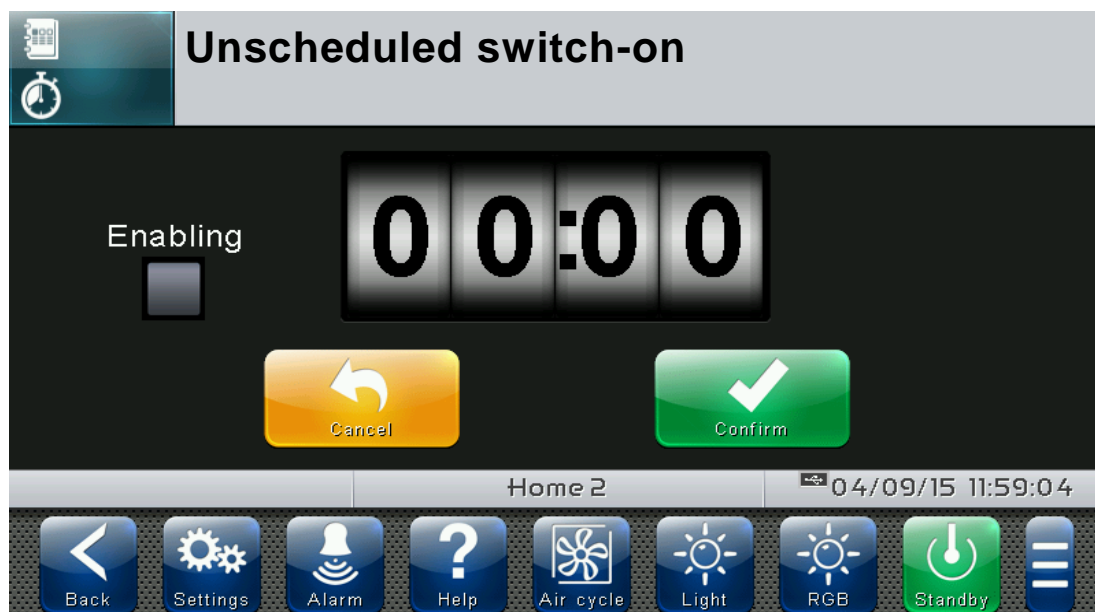 Unscheduled switch-on
Enabling
00:00
Cancel
Confirm
Home 2
04/09/15 11:59:04
Back
Settings
Alarm
? Help
Air cycle
Light
RGB
Standby